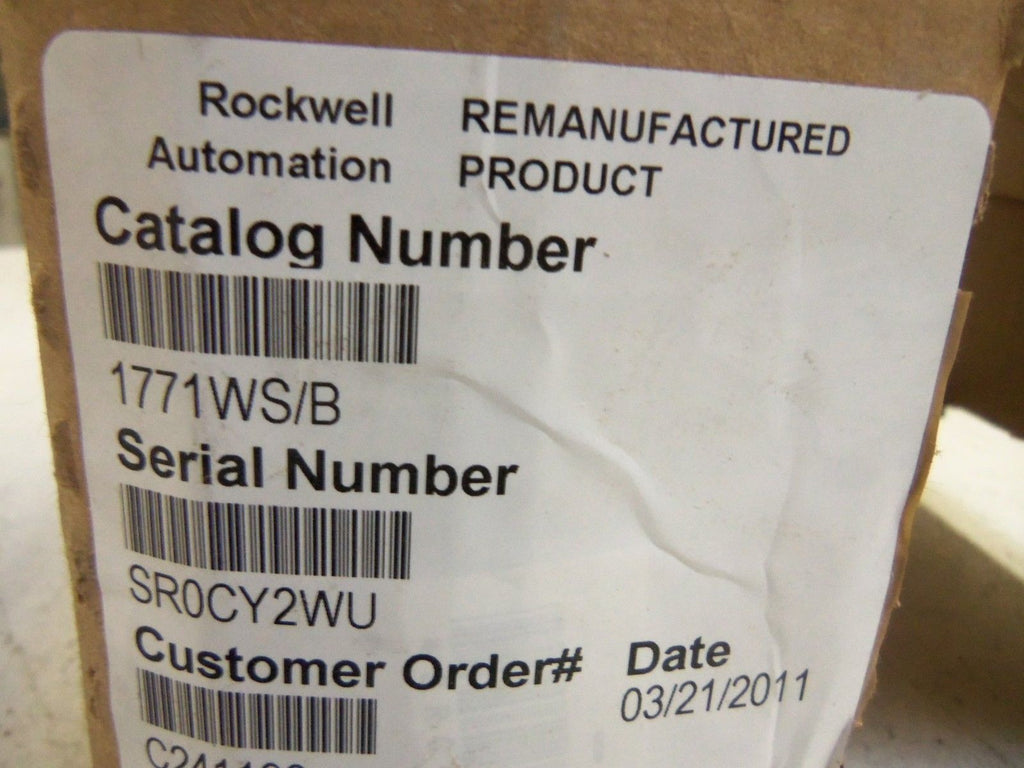 Rockwell
Automation
REMANUFACTURED
PRODUCT
Catalog Number
1771WS/B
Serial Number
SR0CY2WU
Customer Order#
Date
03/21/2011